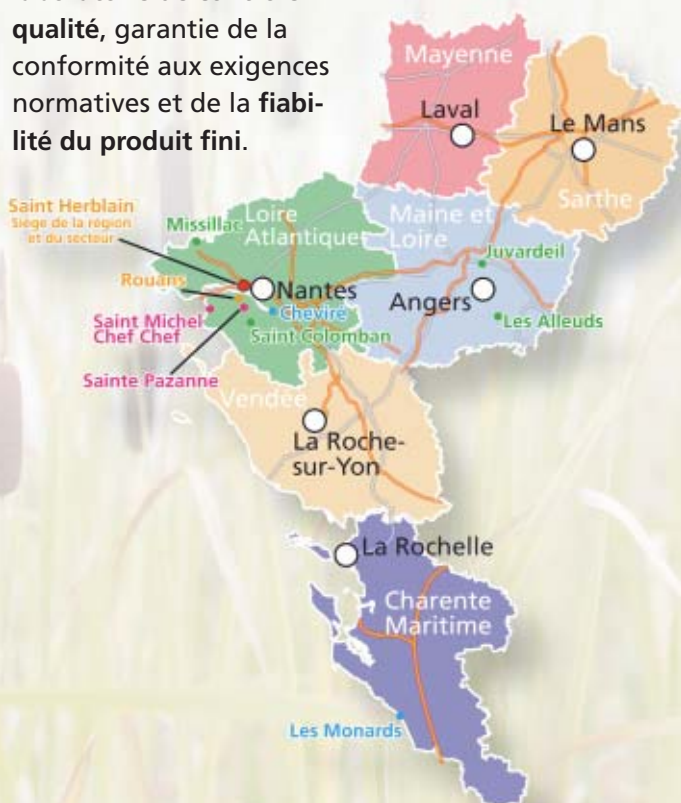 qualité, garantie de la
conformité aux exigences
normatives et de la fiabi-
lité du produit fini.
Mayenne
Laval
Le Mans
Sarthe
Saint Herblain
Siège de la région
et du secteur
Missillac
Loire
Atlantique
Maine et
Loire
Juvardeil
Rouans
Nantes
Angers
Cheviré
Saint Michel
Chef Chef
Les Alleuds
Saint Colomban
Sainte Pazanne
Vendée
La Roche-
sur-Yon
La Rochelle
Charente
Maritime
Les Monards